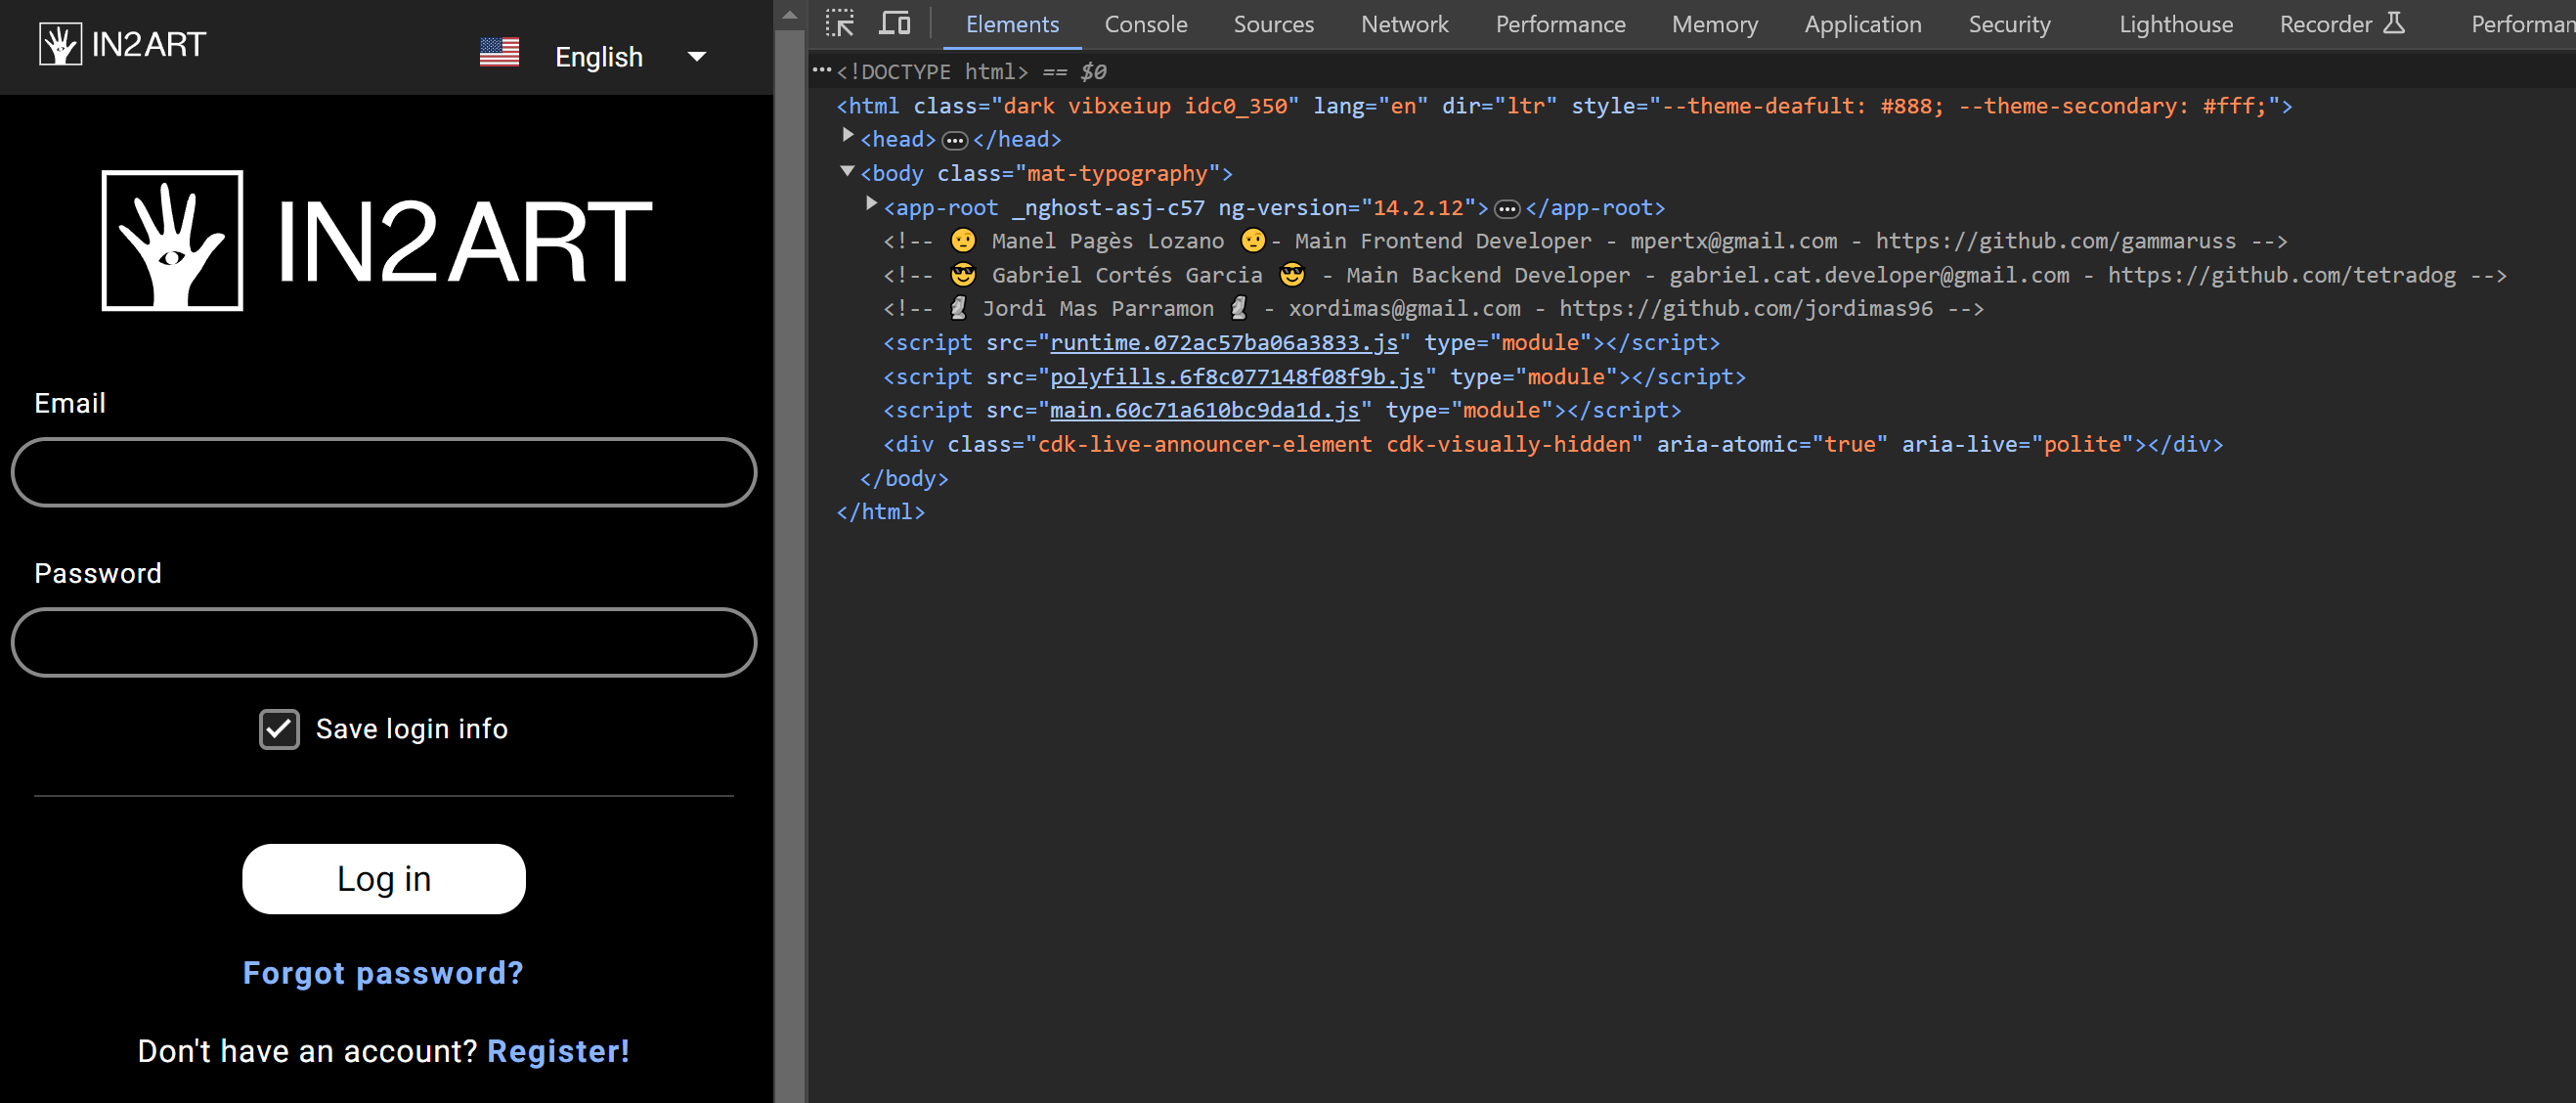 IN2ART
English
IN2ART
Email
Password
Save login info
Log in
Forgot password?
Don't have an account? Register!
Elements Console Sources Network Performance Memory Application Security Lighthouse Recorder Performan
<!DOCTYPE html> == $0
<html class="dark vibxeiup idc0_350" lang="en" dir="ltr" style="--theme-deafult: #888; --theme-secondary: #fff;">
<head>…</head>
<body class="mat-typography">
<app-root _nghost-asj-c57 ng-version="14.2.12">…</app-root>
<!-- 🤨 Manel Pagès Lozano 🤨- Main Frontend Developer - mpertx@gmail.com - https://github.com/gammaruss -->
<!-- 😎 Gabriel Cortés Garcia 😎 - Main Backend Developer - gabriel.cat.developer@gmail.com - https://github.com/tetradog -->
<!-- 🗿 Jordi Mas Parramon 🗿 - xordimas@gmail.com - https://github.com/jordimas96 -->
<script src="runtime.072ac57ba06a3833.js" type="module"></script>
<script src="polyfills.6f8c077148f08f9b.js" type="module"></script>
<script src="main.60c71a610bc9da1d.js" type="module"></script>
<div class="cdk-live-announcer-element cdk-visually-hidden" aria-atomic="true" aria-live="polite"></div>
</body>
</html>